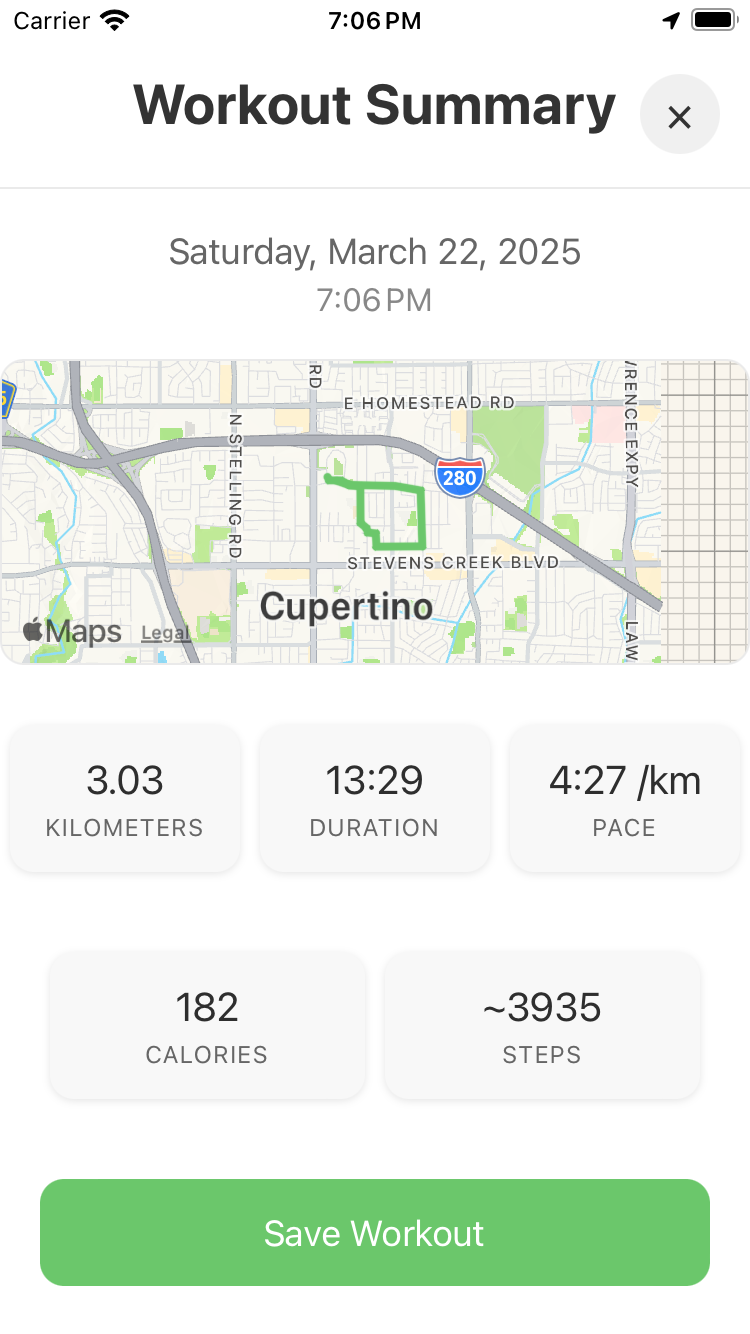 Carrier 7:06 PM
Workout Summary
×
Saturday, March 22, 2025
7:06 PM
RD
E HOMESTEAD RD
N STELLING RD
RENCE EXPY
280
STEVENS CREEK BLVD
Cupertino
Maps Legal
LAW
3.03 13:29 4:27 /km
KILOMETERS DURATION PACE
182 ~3935
CALORIES STEPS
Save Workout